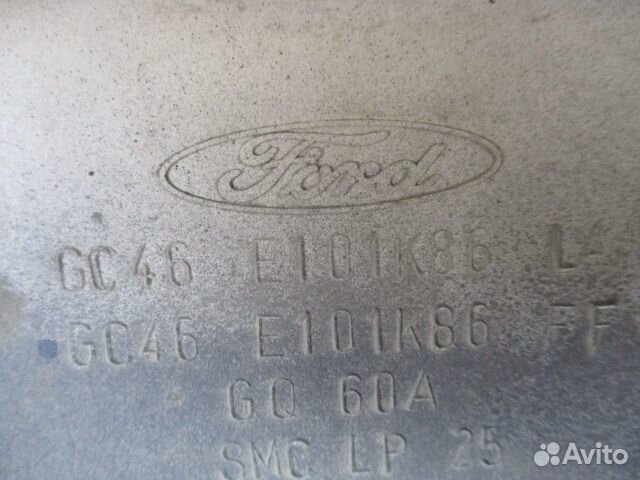 Ford
GC46 E101K86
GC46 E101K86 FF
GQ 60A
SMC LP 25
Avito